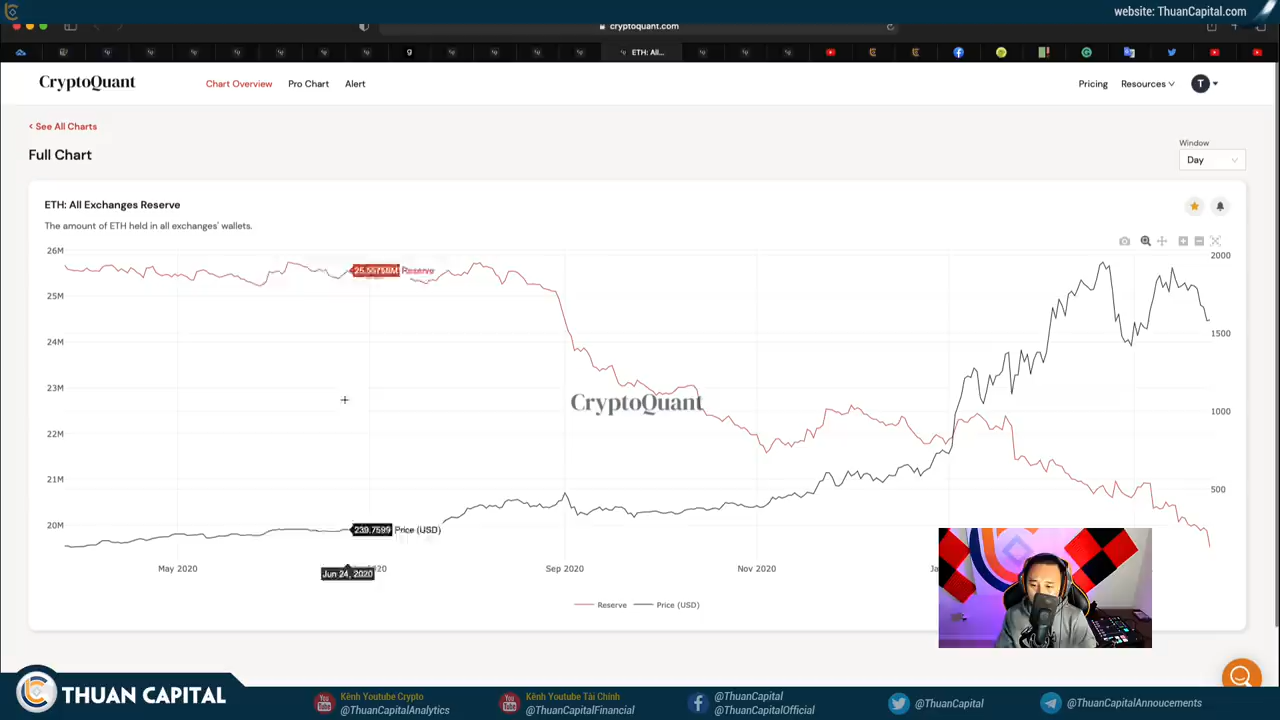 website: ThuanCapital.com
cryptoquant.com
ETH: All...
CryptoQuant
Chart Overview
Pro Chart
Alert
Pricing
Resources
T
< See All Charts
Full Chart
Window
Day
ETH: All Exchanges Reserve
The amount of ETH held in all exchanges' wallets.
26M
25M
24M
23M
22M
21M
20M
2000
1500
1000
500
Reserve
CryptoQuant
239.7599 Price (USD)
May 2020
Jun 24, 2020
Sep 2020
Nov 2020
Reserve
Price (USD)
THUAN CAPITAL
Kênh Youtube Crypto
@ThuanCapitalAnalytics
Kênh Youtube Tài Chính
@ThuanCapitalFinancial
@ThuanCapital
@ThuanCapitalOfficial
@ThuanCapital
@ThuanCapitalAnnoucements